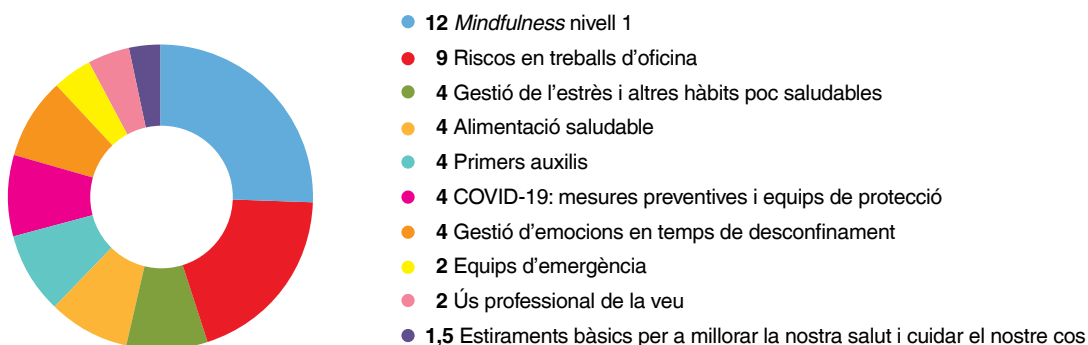 12 Mindfulness nivell 1
9 Riscos en treballs d’oficina
4 Gestió de l’estrès i altres hàbits poc saludables
4 Alimentació saludable
4 Primers auxilis
4 COVID-19: mesures preventives i equips de protecció
4 Gestió d’emocions en temps de desconfinament
2 Equips d’emergència
2 Ús professional de la veu
1,5 Estiraments bàsics per a millorar la nostra salut i cuidar el nostre cos